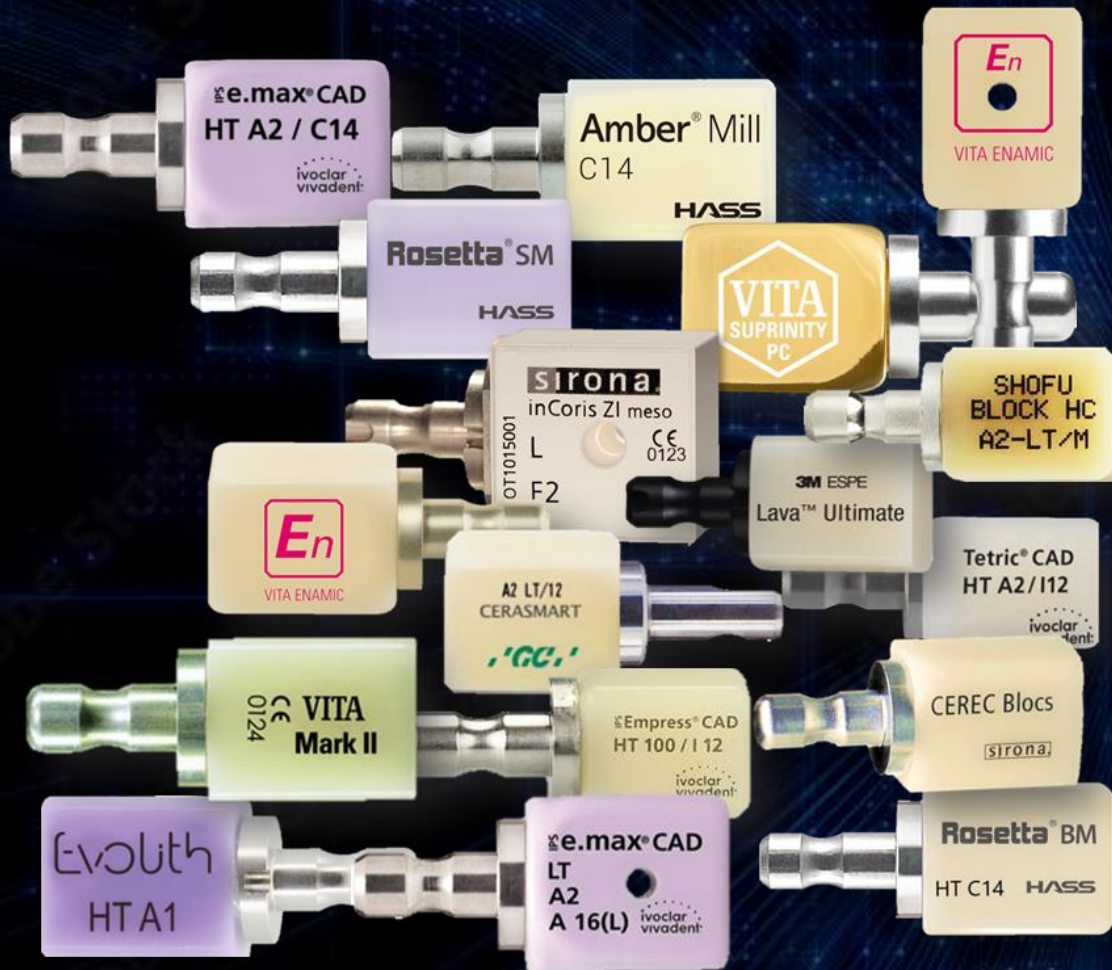 IPS e.max® CAD
HT A2 / C14
ivoclar
vivadent:
Amber® Mill
C14
HASS
En
VITA ENAMIC
Rosetta® SM
HASS
VITA
SUPRINITY
PC
sirona.
inCoris ZI meso
L
CE
0123
F2
OT1015001
SHOFU
BLOCK HC
A2-LT/M
3M ESPE
Lava™ Ultimate
En
VITA ENAMIC
A2 LT/12
CERASMART
GC
Tetric® CAD
HT A2/I12
ivoclar
dent:
CE
0124
VITA
Mark II
IPS Empress® CAD
HT 100 / I 12
ivoclar
vivadent:
CEREC Blocs
sirona.
Evolith
HT A1
IPS e.max® CAD
LT
A2
A 16(L)
ivoclar
vivadent:
Rosetta® BM
HT C14 HASS